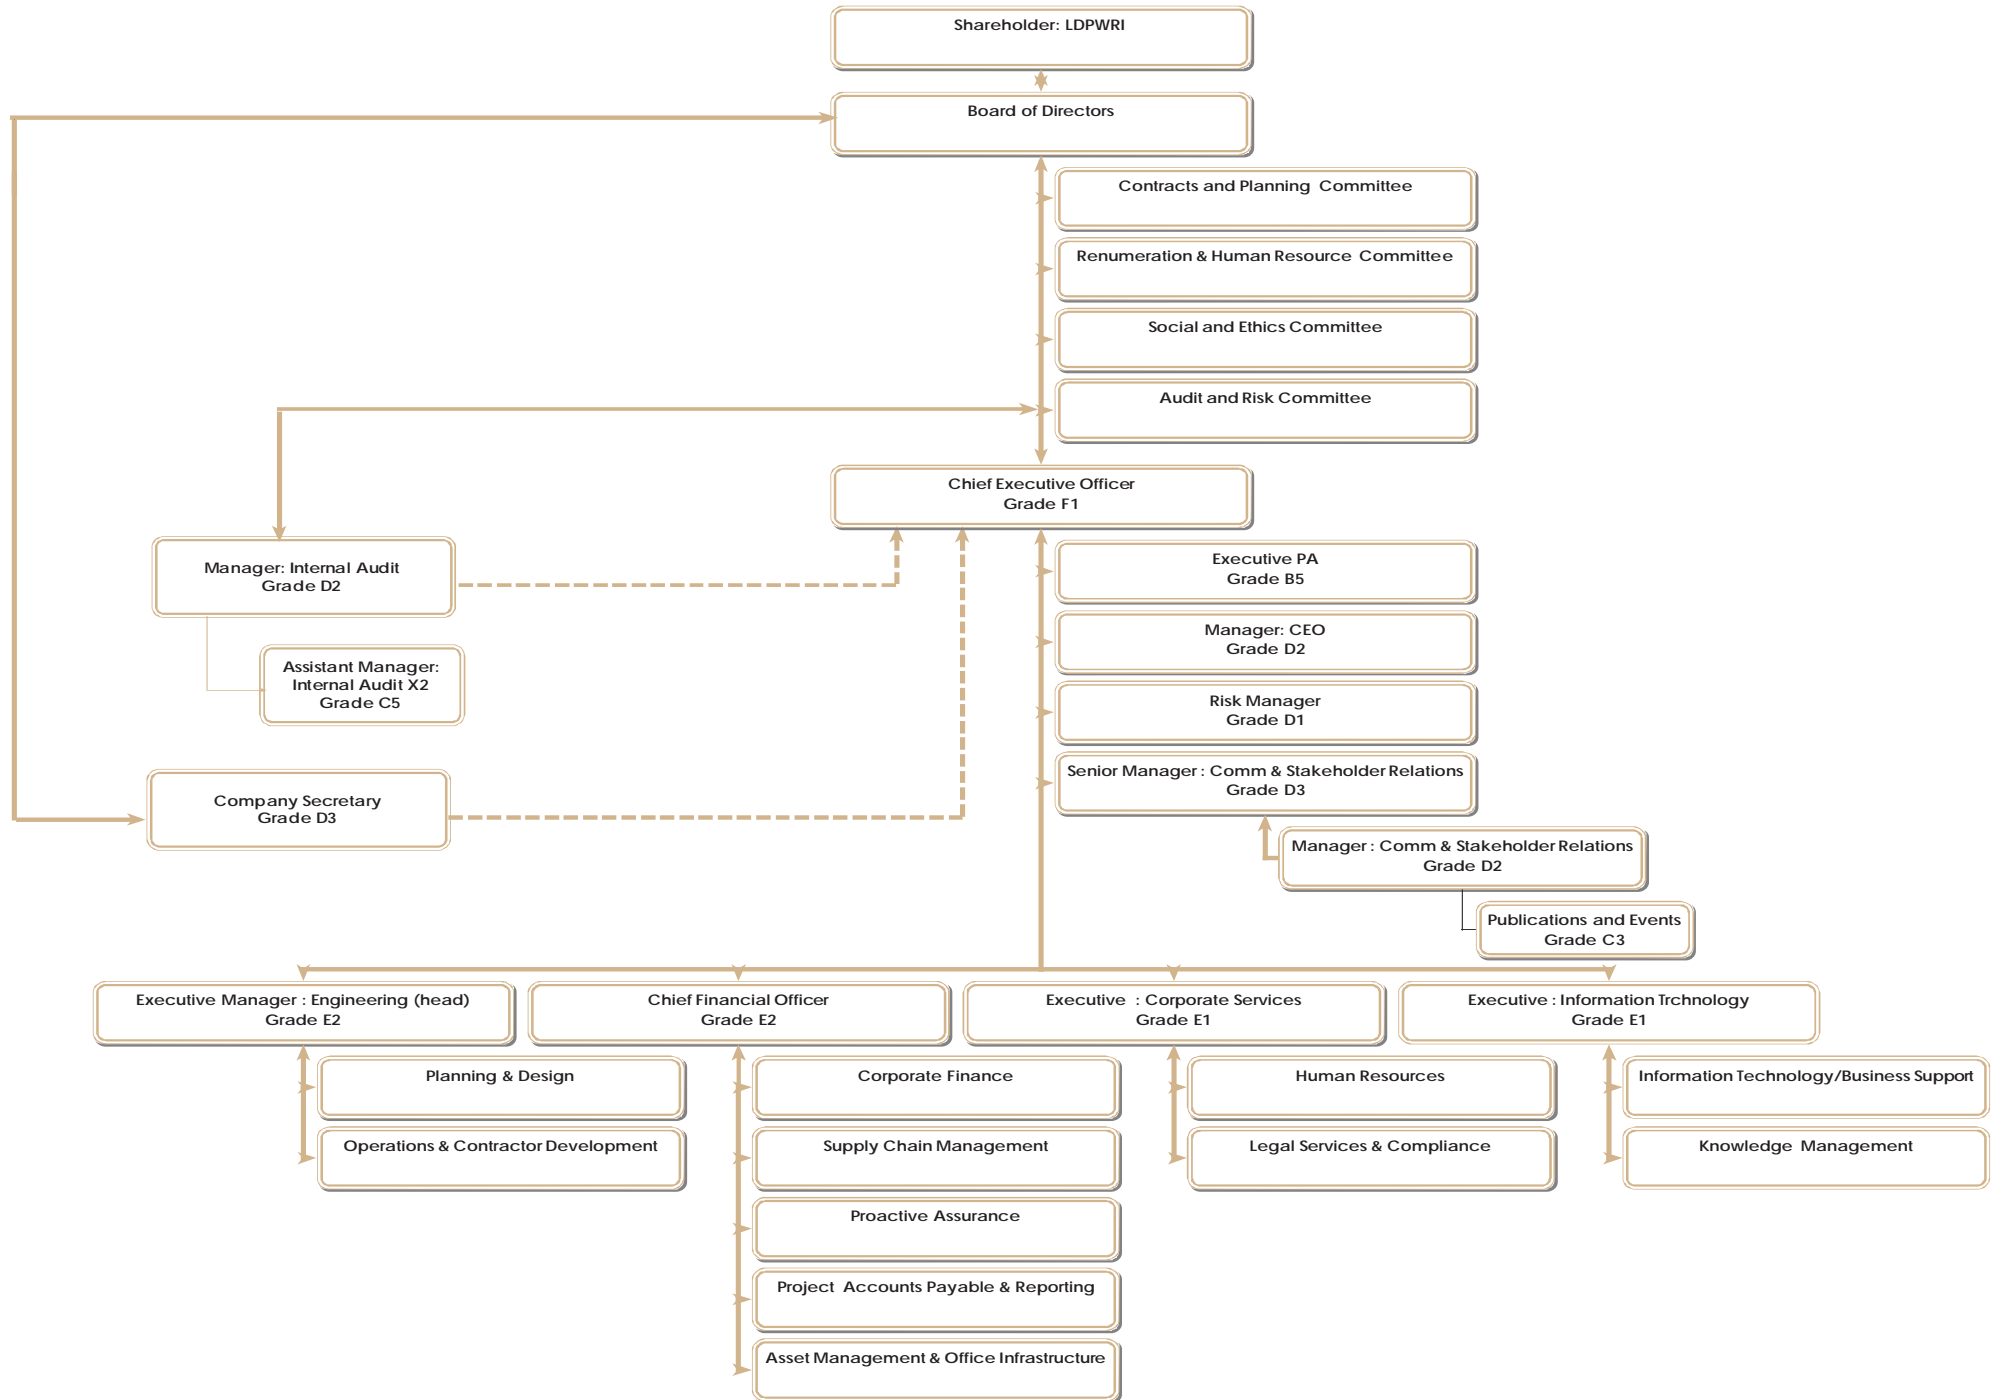 Shareholder: LDPWRI
Board of Directors
Contracts and Planning Committee
Renumeration & Human Resource Committee
Social and Ethics Committee
Audit and Risk Committee
Chief Executive Officer
Grade F1
Manager: Internal Audit
Grade D2
Assistant Manager:
Internal Audit X2
Grade C5
Company Secretary
Grade D3
Executive PA
Grade B5
Manager: CEO
Grade D2
Risk Manager
Grade D1
Senior Manager : Comm & Stakeholder Relations
Grade D3
Manager : Comm & Stakeholder Relations
Grade D2
Publications and Events
Grade C3
Executive Manager : Engineering (head)
Grade E2
Chief Financial Officer
Grade E2
Executive : Corporate Services
Grade E1
Executive : Information Trchnology
Grade E1
Planning & Design
Operations & Contractor Development
Corporate Finance
Supply Chain Management
Proactive Assurance
Project Accounts Payable & Reporting
Asset Management & Office Infrastructure
Human Resources
Legal Services & Compliance
Information Technology/Business Support
Knowledge Management